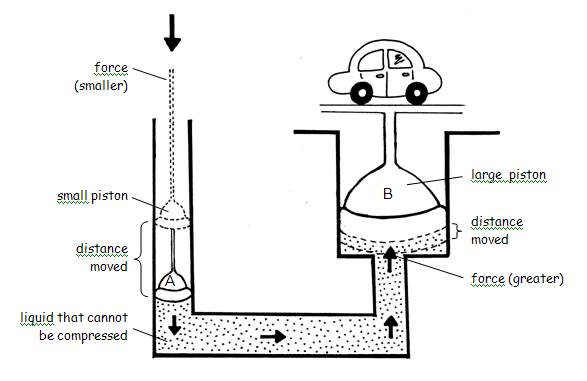 force
(smaller)
small piston
distance
moved
A
liquid that cannot
be compressed
B
large piston
distance
moved
force (greater)